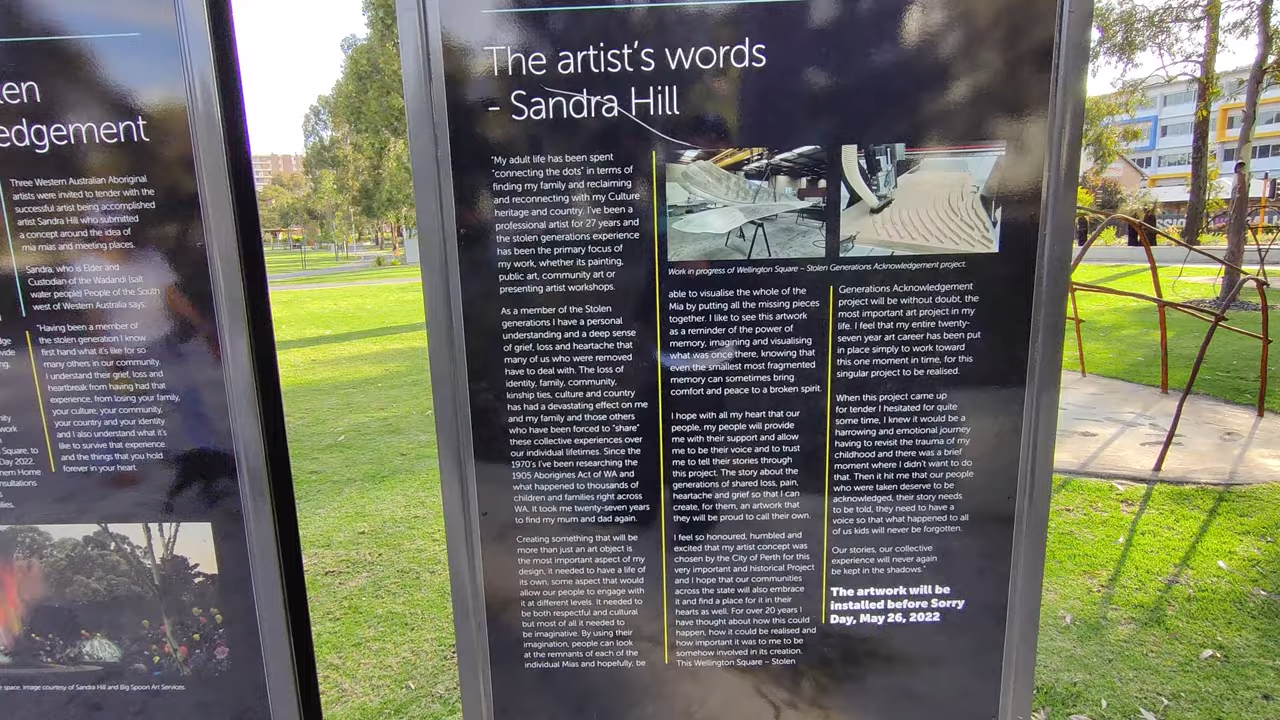 len
edgement
Three Western Australian Aboriginal
artists were invited to tender with the
successful artist being accomplished
artist Sandra Hill who submitted
a concept around the idea of
mia mias and meeting places.
Sandra, who is Elder and
Custodian of the Wadandi (salt
water people) People of the South
west of Western Australia says:
"Having been a member of
the stolen generation I know
first hand what it's like for so
many others in our community.
I understand their grief, loss and
heartbreak from having had that
experience, from losing your family,
your culture, your community,
your country and your identity
and I also understand what it's
like to survive that experience
and the things that you hold
forever in your heart.
Square, to
Day 2022.
space. Image courtesy of Sandra Hill and Big Spoon Art Services.
The artist's words
- Sandra Hill
"My adult life has been spent
"connecting the dots" in terms of
finding my family and reclaiming
and reconnecting with my Culture
heritage and country. I've been a
professional artist for 27 years and
the stolen generations experience
has been the primary focus of
my work, whether its painting,
public art, community art or
presenting artist workshops.
As a member of the Stolen
generations I have a personal
understanding and a deep sense
of grief, loss and heartache that
many of us who were removed
have to deal with. The loss of
identity, family, community,
kinship ties, culture and country
has had a devastating effect on me
and my family and those others
who have been forced to "share"
these collective experiences over
our individual lifetimes. Since the
1970's I've been researching the
1905 Aborigines Act of WA and
what happened to thousands of
children and families right across
WA. It took me twenty-seven years
to find my mum and dad again.
Creating something that will be
more than just an art object is
the most important aspect of my
design, it needed to have a life of
its own, some aspect that would
allow our people to engage with
it at different levels. It needed to
be both respectful and cultural
but most of all it needed to
be imaginative. By using their
imagination, people can look
at the remnants of each of the
individual Mias and hopefully, be
Work in progress of Wellington Square – Stolen Generations Acknowledgement project.
able to visualise the whole of the
Mia by putting all the missing pieces
together. I like to see this artwork
as a reminder of the power of
memory, imagining and visualising
what was once there, knowing that
even the smallest most fragmented
memory can sometimes bring
comfort and peace to a broken spirit.
I hope with all my heart that our
people, my people will provide
me with their support and allow
me to be their voice and to trust
me to tell their stories through
this project. The story about the
generations of shared loss, pain,
heartache and grief so that I can
create, for them, an artwork that
they will be proud to call their own.
I feel so honoured, humbled and
excited that my artist concept was
chosen by the City of Perth for this
very important and historical Project
and I hope that our communities
across the state will also embrace
it and find a place for it in their
hearts as well. For over 20 years I
have thought about how this could
happen, how it could be realised and
how important it was to me to be
somehow involved in its creation.
This Wellington Square – Stolen
Generations Acknowledgement
project will be without doubt, the
most important art project in my
life. I feel that my entire twenty-
seven year art career has been put
in place simply to work toward
this one moment in time, for this
singular project to be realised.
When this project came up
for tender I hesitated for quite
some time, I knew it would be a
harrowing and emotional journey
having to revisit the trauma of my
childhood and there was a brief
moment where I didn't want to do
that. Then it hit me that our people
who were taken deserve to be
acknowledged, their story needs
to be told, they need to have a
voice so that what happened to all
of us kids will never be forgotten.
Our stories, our collective
experience will never again
be kept in the shadows."
The artwork will be
installed before Sorry
Day, May 26, 2022